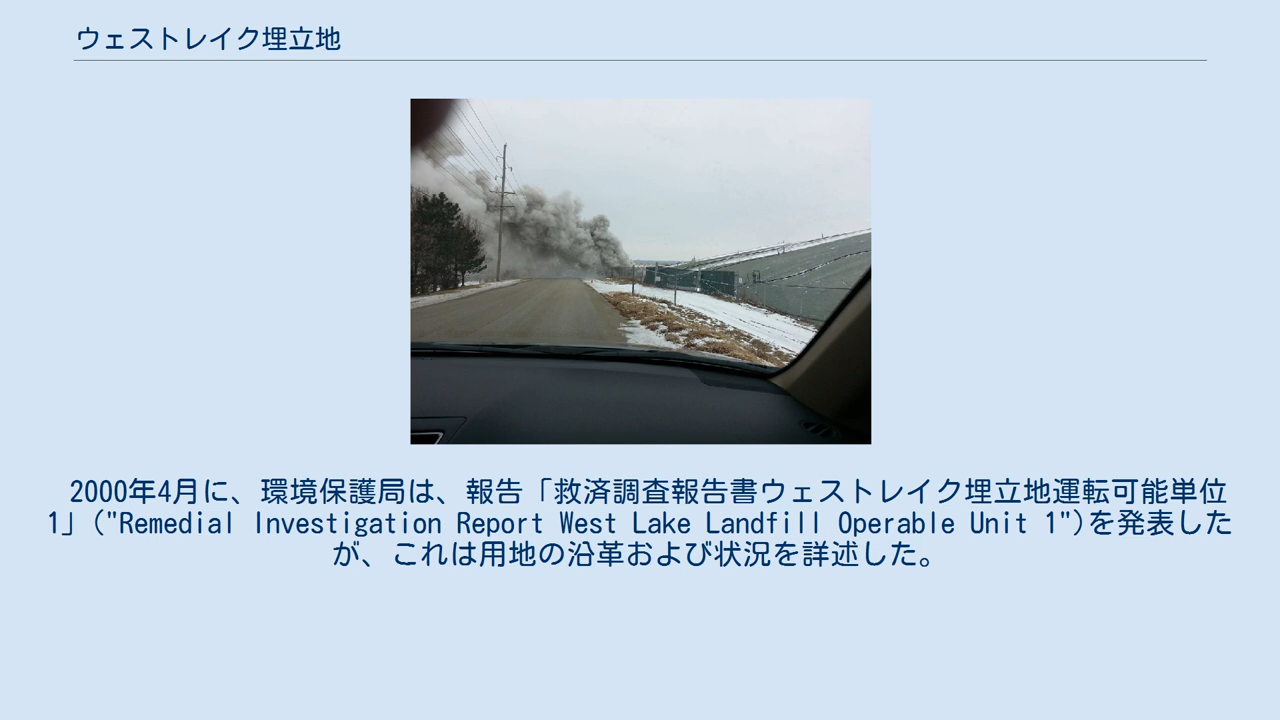 ウェストレイク埋立地
2000年4月に、環境保護局は、報告「救済調査報告書ウェストレイク埋立地運転可能単位
1」("Remedial Investigation Report West Lake Landfill Operable Unit 1")を発表した
が、これは用地の沿革および状況を詳述した。